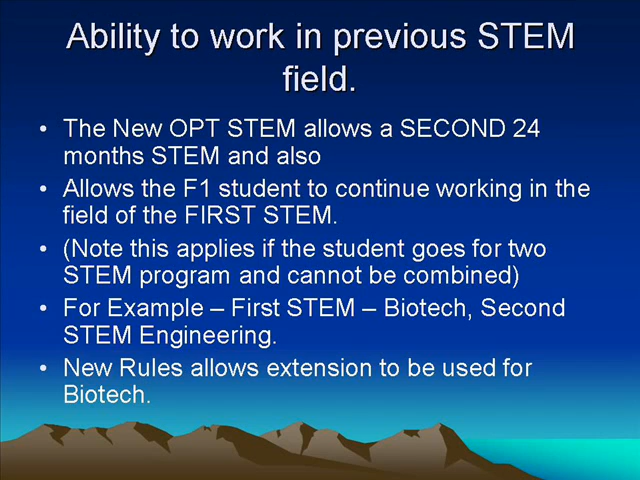 Ability to work in previous STEM
field.
• The New OPT STEM allows a SECOND 24
months STEM and also
• Allows the F1 student to continue working in the
field of the FIRST STEM.
• (Note this applies if the student goes for two
STEM program and cannot be combined)
• For Example – First STEM – Biotech, Second
STEM Engineering.
• New Rules allows extension to be used for
Biotech.